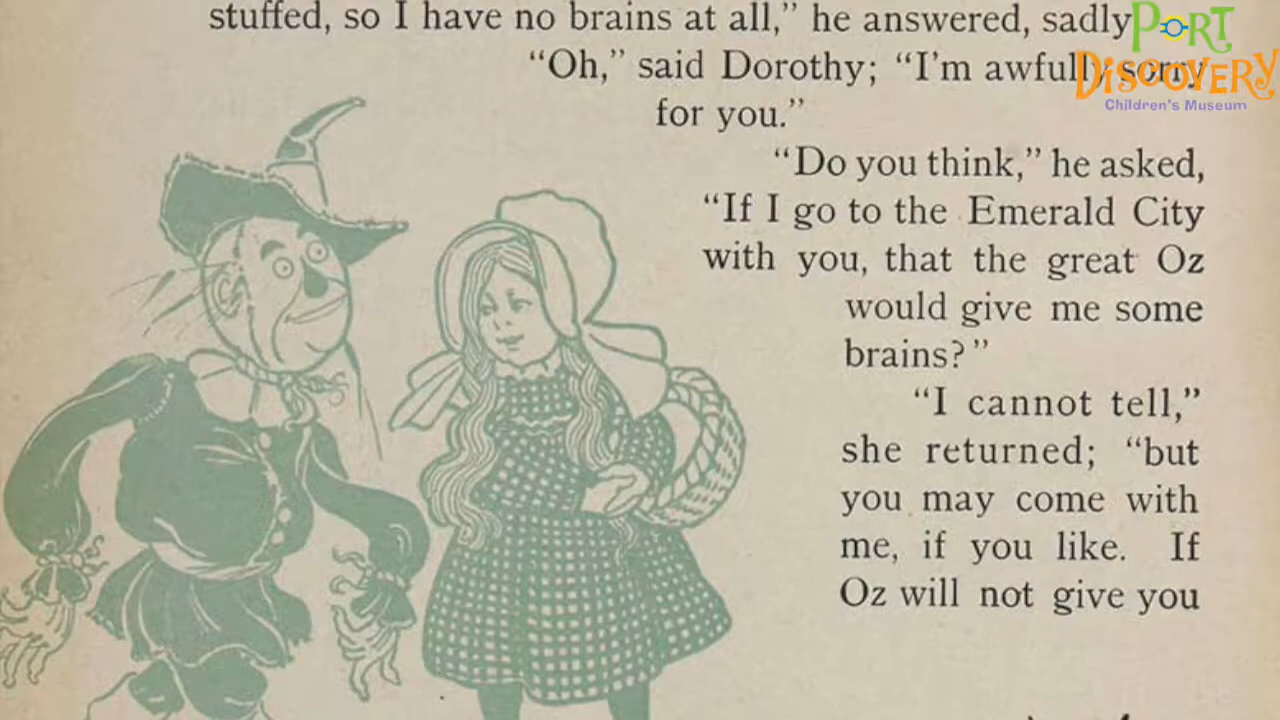 stuffed, so I have no brains at all,” he answered, sadly
“Oh,” said Dorothy; “I'm awfully sorry
for you.”
“Do you think,” he asked,
“If I go to the Emerald City
with you, that the great Oz
would give me some
brains?”
“I cannot tell,”
she returned; “but
you may come with
me, if you like. If
Oz will not give you
PORT
DISCOVERY
Children's Museum